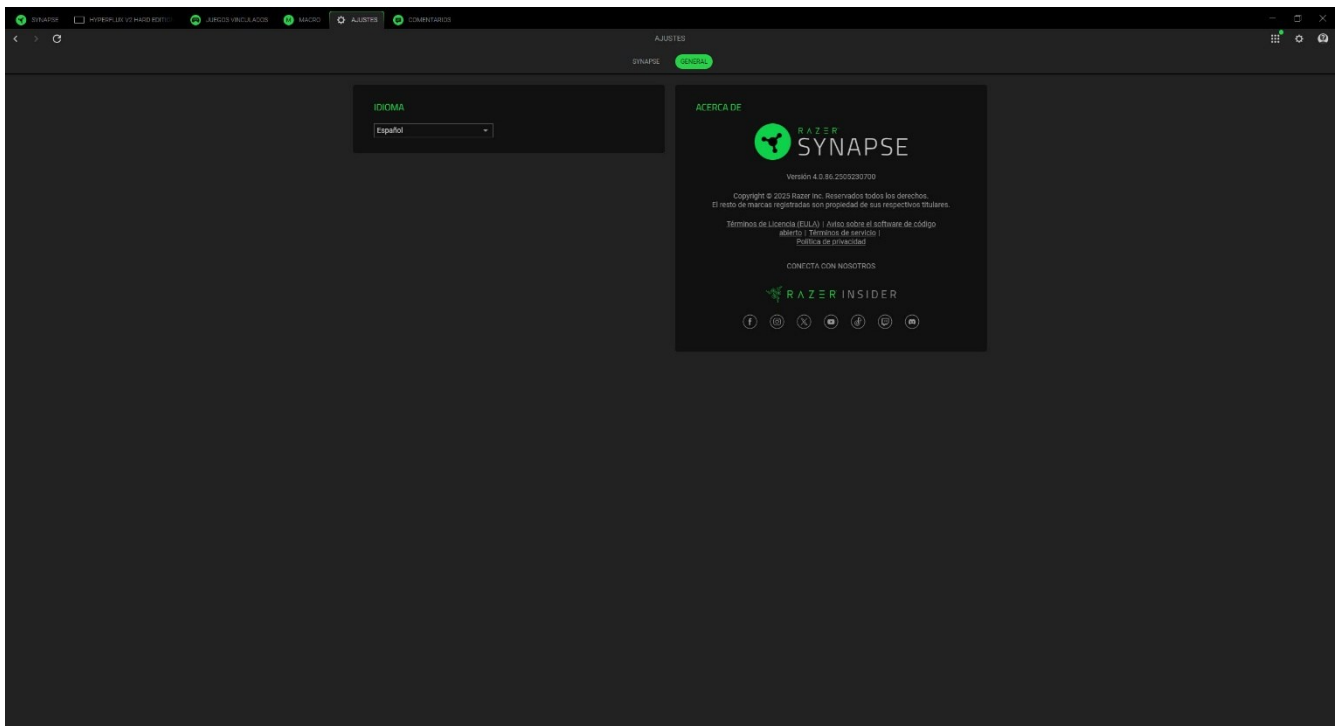 SYNAPSE HYPERFLUX V2 HARD EDITIO JUEGOS VINCULADOS MACRO AJUSTES COMENTARIOS
AJUSTES
SYNAPSE GENERAL
IDIOMA
Español
ACERCA DE
RAZER
SYNAPSE
Versión 4.0.86.2505230700
Copyright © 2025 Razer Inc. Reservados todos los derechos.
El resto de marcas registradas son propiedad de sus respectivos titulares.
Términos de Licencia (EULA) | Aviso sobre el software de código
abierto | Términos de servicio |
Política de privacidad
CONECTA CON NOSOTROS
RAZER INSIDER